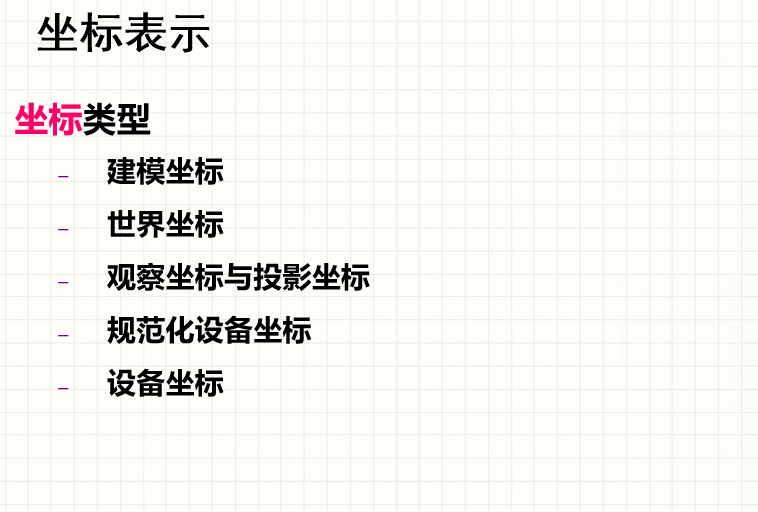 坐标表示
坐标类型
– 建模坐标
– 世界坐标
– 观察坐标与投影坐标
– 规范化设备坐标
– 设备坐标